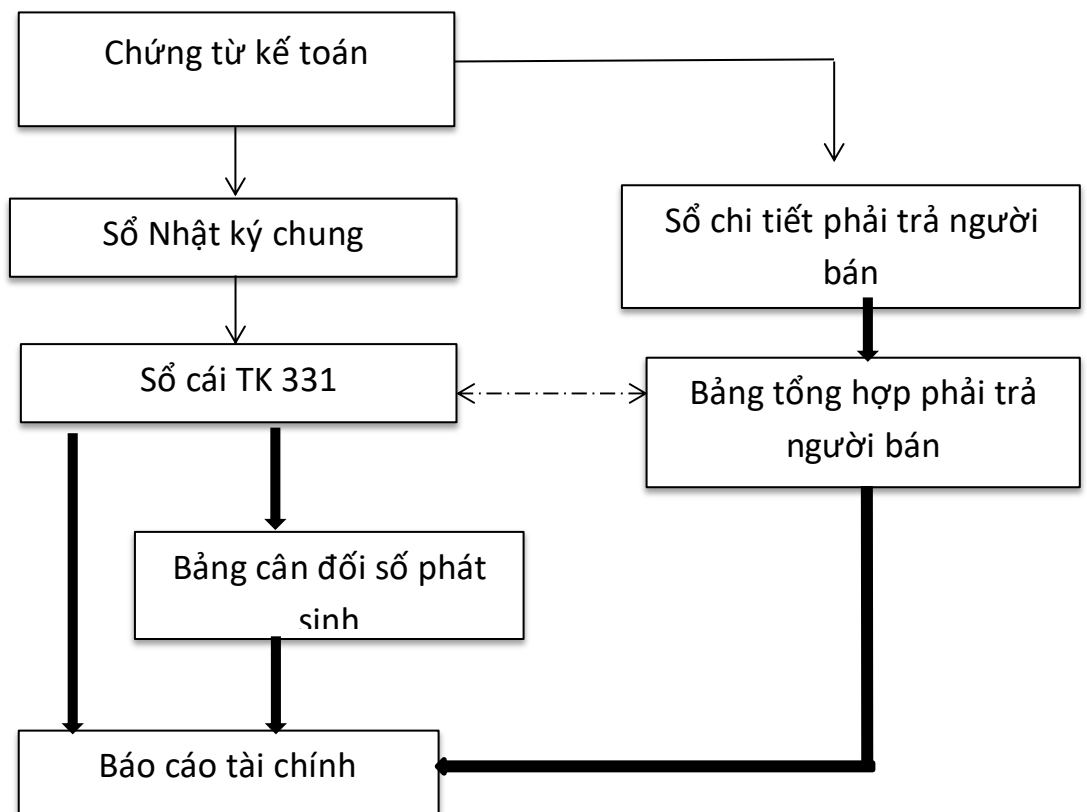 Chứng từ kế toán
Sổ Nhật ký chung
Sổ chi tiết phải trả người
bán
Sổ cái TK 331
Bảng tổng hợp phải trả
người bán
Bảng cân đối số phát
sinh
Báo cáo tài chính